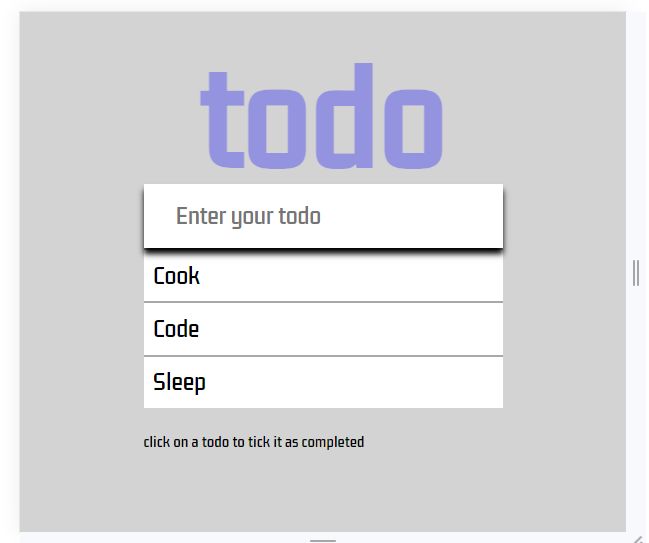 todo
Enter your todo
Cook
Code
Sleep
click on a todo to tick it as completed